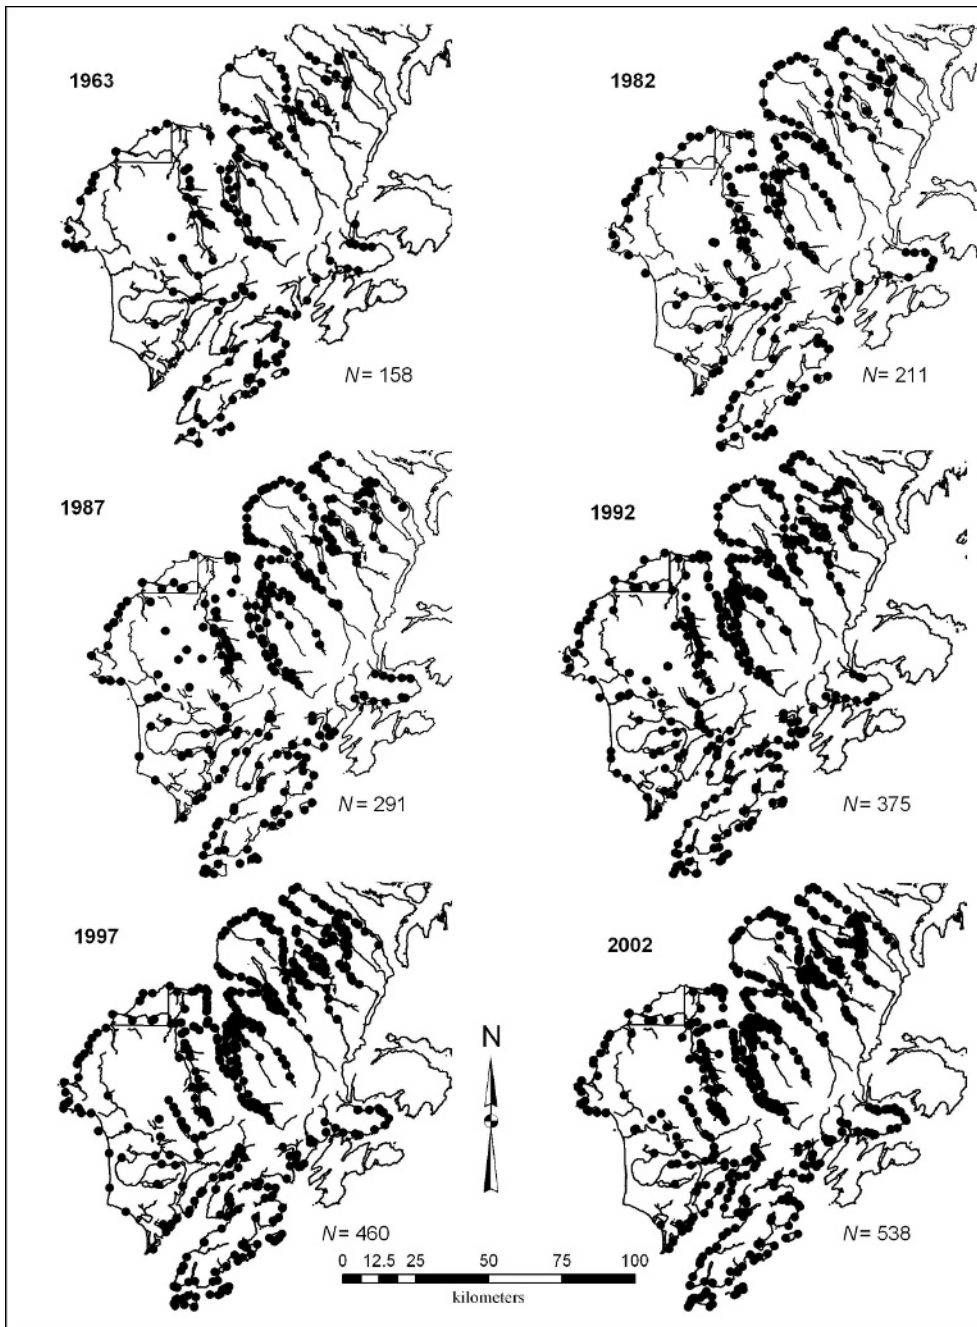 1963
1982
N= 158
N= 211
1987
1992
N= 291
N= 375
1997
2002
N
N= 460
N= 538
0 12.5 25 50 75 100
kilometers